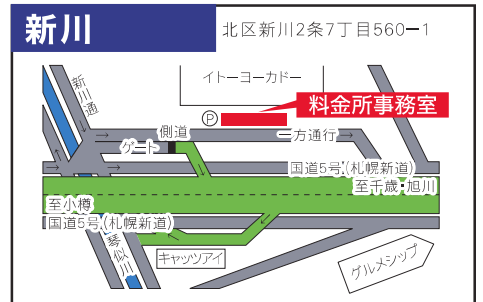 新川
北区新川2条7丁目560−1
イトーヨーカドー
新川通
料金所事務室
P
側道
一方通行
ゲート
国道5号(札幌新道)
至千歳・旭川
至小樽
国道5号(札幌新道)
琴似川
キャッツアイ
グルメシップ